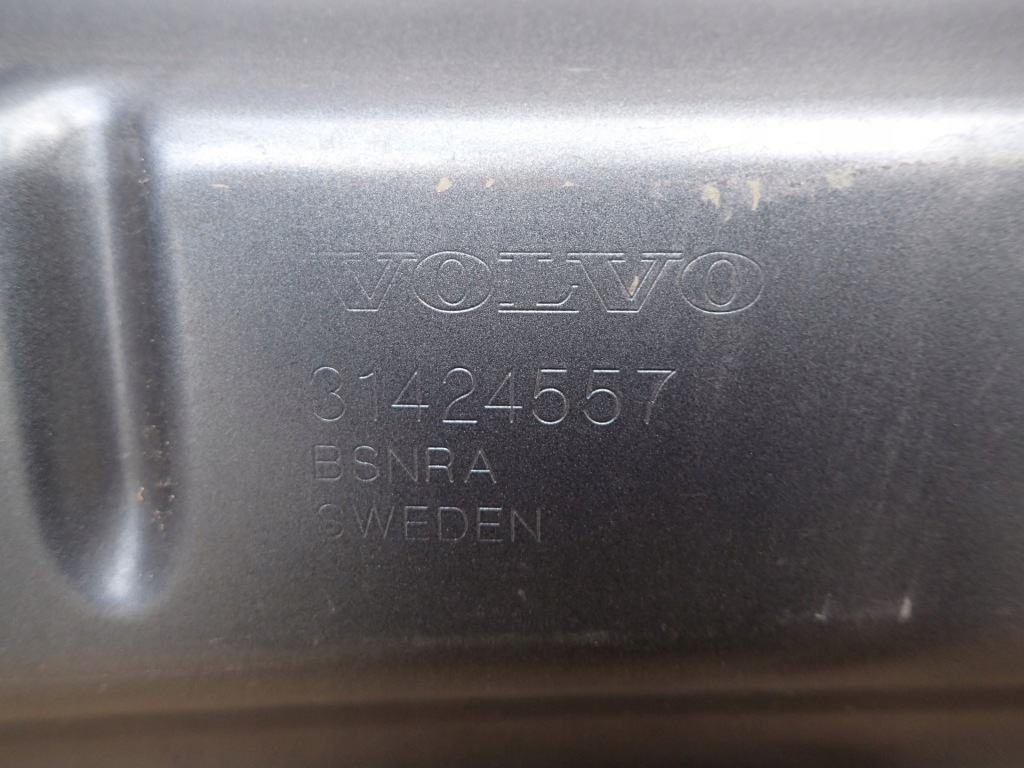 VOLVO
31424557
BSNRA
SWEDEN